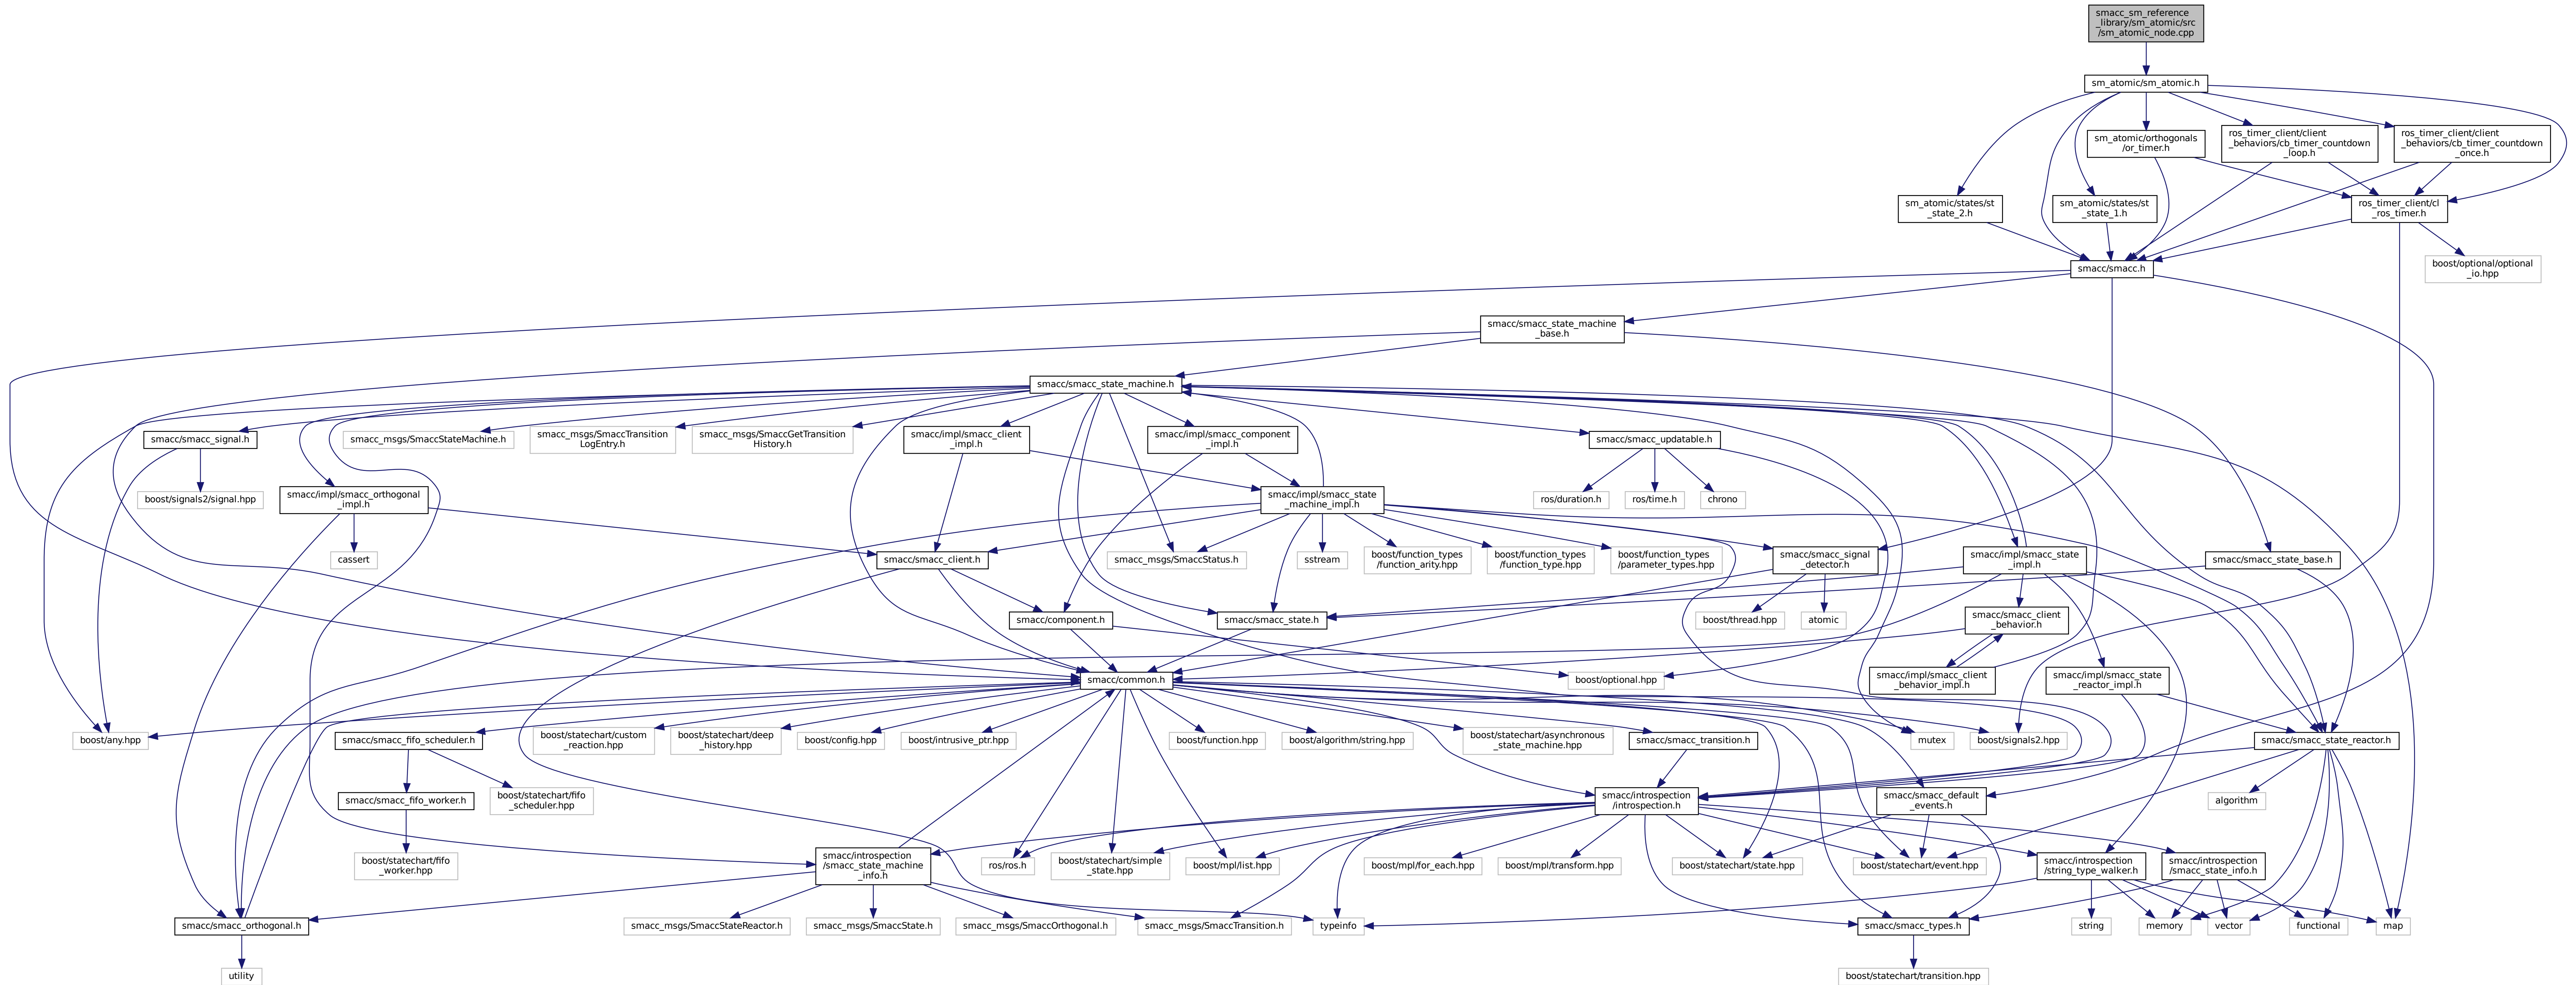 smacc_sm_reference
_library/sm_atomic/src
/sm_atomic_node.cpp
sm_atomic/sm_atomic.h
sm_atomic/orthogonals
/or_timer.h
ros_timer_client/client
_behaviors/cb_timer_countdown
_loop.h
ros_timer_client/client
_behaviors/cb_timer_countdown
_once.h
sm_atomic/states/st
_state_2.h
sm_atomic/states/st
_state_1.h
ros_timer_client/cl
_ros_timer.h
smacc/smacc.h
boost/optional/optional
_io.hpp
smacc/smacc_state_machine
_base.h
smacc/smacc_state_machine.h
smacc/smacc_signal.h
smacc_msgs/SmaccStateMachine.h
smacc_msgs/SmaccTransition
LogEntry.h
smacc_msgs/SmaccGetTransition
History.h
smacc/impl/smacc_client
_impl.h
smacc/impl/smacc_component
_impl.h
smacc/smacc_updatable.h
boost/signals2/signal.hpp
smacc/impl/smacc_orthogonal
_impl.h
smacc/impl/smacc_state
_machine_impl.h
ros/duration.h
ros/time.h
chrono
cassert
smacc/smacc_client.h
smacc_msgs/SmaccStatus.h
sstream
boost/function_types
/function_arity.hpp
boost/function_types
/function_type.hpp
boost/function_types
/parameter_types.hpp
smacc/smacc_signal
_detector.h
smacc/impl/smacc_state
_impl.h
smacc/smacc_state_base.h
smacc/component.h
smacc/smacc_state.h
boost/thread.hpp
atomic
smacc/smacc_client
_behavior.h
smacc/common.h
boost/optional.hpp
smacc/impl/smacc_client
_behavior_impl.h
smacc/impl/smacc_state
_reactor_impl.h
boost/any.hpp
smacc/smacc_fifo_scheduler.h
boost/statechart/custom
_reaction.hpp
boost/statechart/deep
_history.hpp
boost/config.hpp
boost/intrusive_ptr.hpp
boost/function.hpp
boost/algorithm/string.hpp
boost/statechart/asynchronous
_state_machine.hpp
smacc/smacc_transition.h
mutex
boost/signals2.hpp
smacc/smacc_state_reactor.h
smacc/smacc_fifo_worker.h
boost/statechart/fifo
_scheduler.hpp
smacc/introspection
/introspection.h
smacc/smacc_default
_events.h
algorithm
boost/statechart/fifo
_worker.hpp
smacc/introspection
/smacc_state_machine
_info.h
ros/ros.h
boost/statechart/simple
_state.hpp
boost/mpl/list.hpp
boost/mpl/for_each.hpp
boost/mpl/transform.hpp
boost/statechart/state.hpp
boost/statechart/event.hpp
smacc/introspection
/string_type_walker.h
smacc/introspection
/smacc_state_info.h
smacc/smacc_orthogonal.h
smacc_msgs/SmaccStateReactor.h
smacc_msgs/SmaccState.h
smacc_msgs/SmaccOrthogonal.h
smacc_msgs/SmaccTransition.h
typeinfo
smacc/smacc_types.h
string
memory
vector
functional
map
utility
boost/statechart/transition.hpp